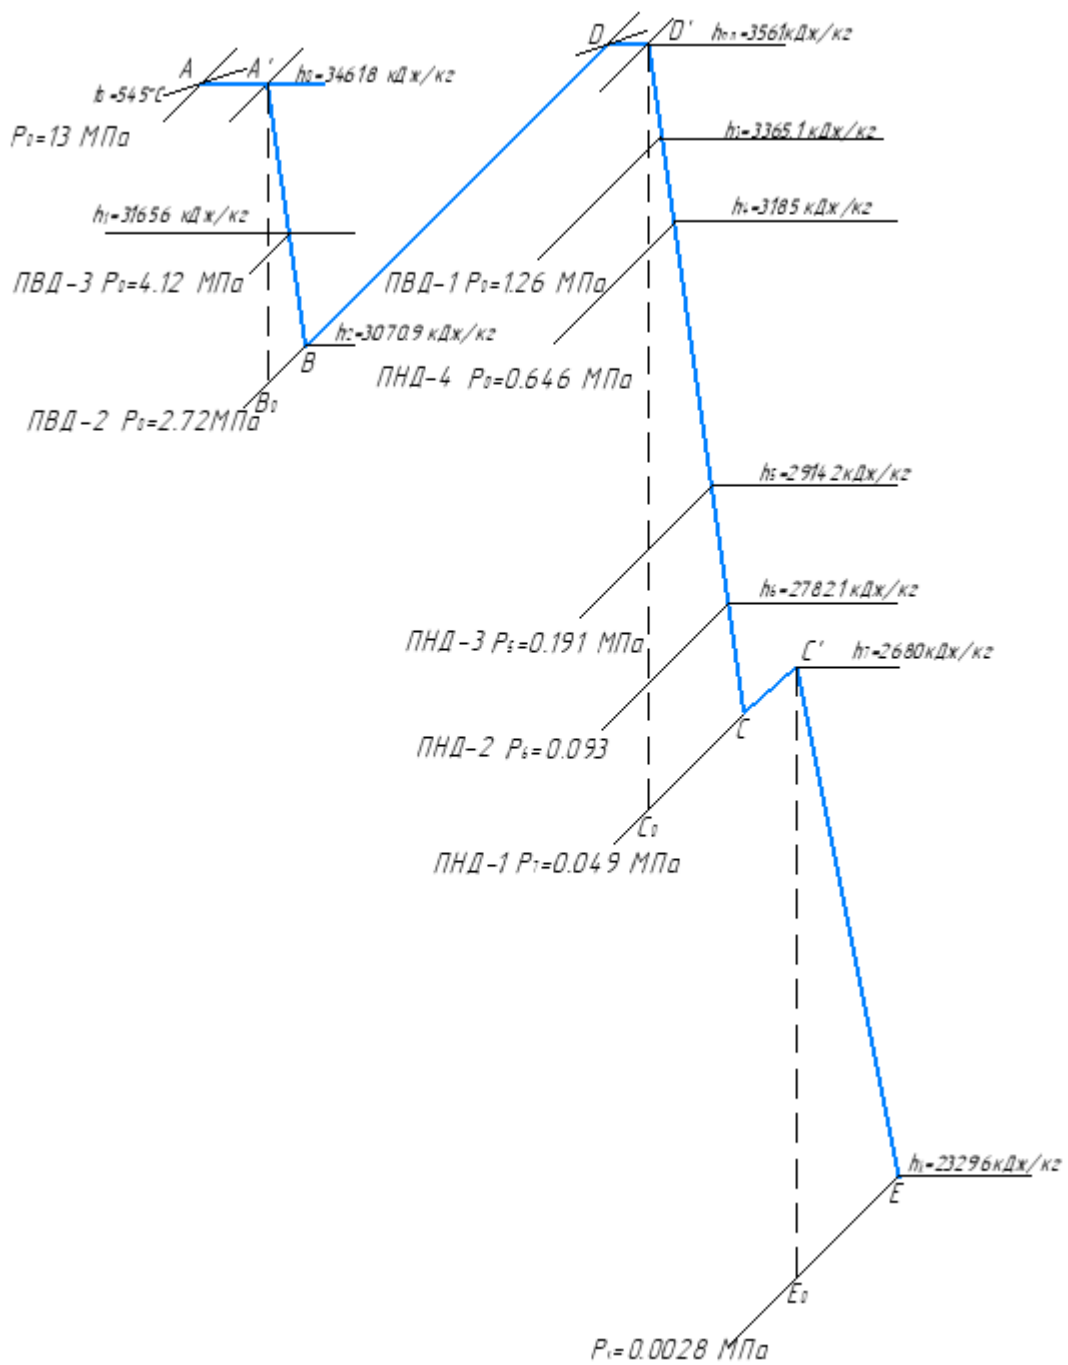 D
D'
hпп=3561кДж/кг
A
A'
h₀=3461.8 кДж/кг
t₀=545°C
P₀=13 МПа
h₃=3365.1 кДж/кг
h₁=3165.6 кДж/кг
h₄=3185 кДж/кг
ПВД-3 P₀=4.12 МПа
ПВД-1 P₀=1.26 МПа
h₂=3070.9 кДж/кг
B
ПНД-4 P₀=0.646 МПа
B₀
ПВД-2 P₀=2.72МПа
h₅=2914.2кДж/кг
h₆=2782.1 кДж/кг
ПНД-3 P₅=0.191 МПа
C'
h₇=2680кДж/кг
C
ПНД-2 P₆=0.093
C₀
ПНД-1 P₇=0.049 МПа
hₖ=2329.6кДж/кг
E
E₀
Pₖ=0.0028 МПа